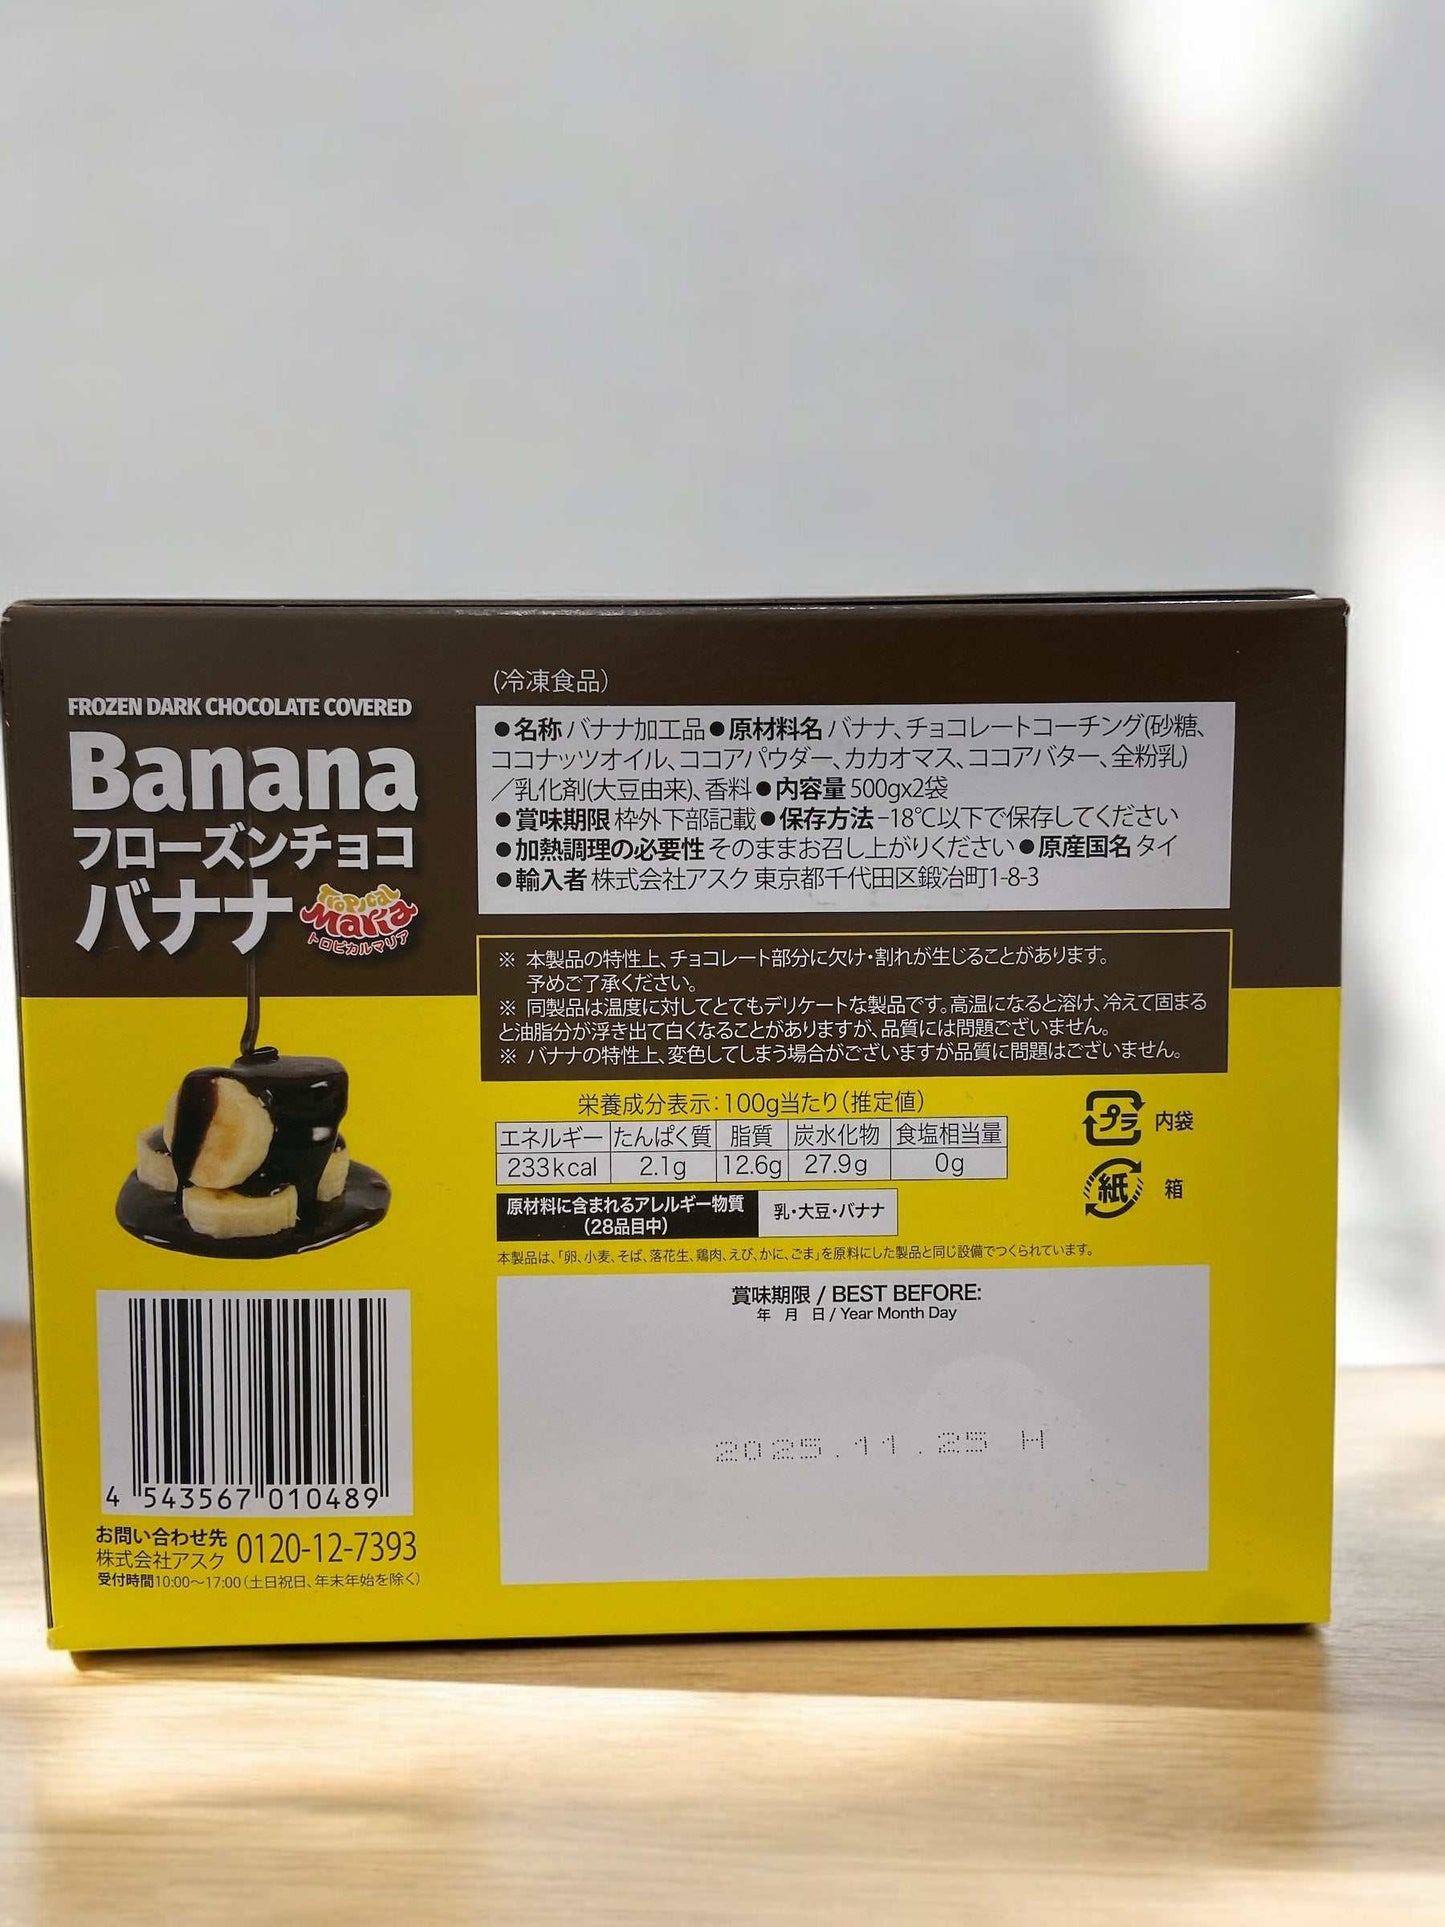 FROZEN DARK CHOCOLATE COVERED
Banana
フローズンチョコ
バナナ
Tropical
Maria
トロピカルマリア
(冷凍食品)
●名称 バナナ加工品●原材料名 バナナ、チョコレートコーチング(砂糖、
ココナッツオイル、ココアパウダー、カカオマス、ココアバター、全粉乳)
/乳化剤(大豆由来)、香料●内容量 500gx2袋
●賞味期限 枠外下部記載●保存方法 -18℃以下で保存してください
●加熱調理の必要性 そのままお召し上がりください●原産国名 タイ
●輸入者 株式会社アスク 東京都千代田区鍛冶町1-8-3
※ 本製品の特性上、チョコレート部分に欠け・割れが生じることがあります。
予めご了承ください。
※ 同製品は温度に対してとてもデリケートな製品です。高温になると溶け、冷えて固まる
と油脂分が浮き出て白くなることがありますが、品質には問題ございません。
※ バナナの特性上、変色してしまう場合がございますが品質に問題はございません。
栄養成分表示:100g当たり(推定値)
エネルギー たんぱく質 脂質 炭水化物 食塩相当量
233kcal 2.1g 12.6g 27.9g 0g
プラ 内袋
紙 箱
原材料に含まれるアレルギー物質
(28品目中)
乳・大豆・バナナ
本製品は、「卵、小麦、そば、落花生、鶏肉、えび、かに、ごま」を原料にした製品と同じ設備でつくられています。
賞味期限 / BEST BEFORE:
年 月 日 / Year Month Day
2025.11.25 H
4 543567 010489
お問い合わせ先
株式会社アスク 0120-12-7393
受付時間10:00〜17:00(土日祝日、年末年始を除く)